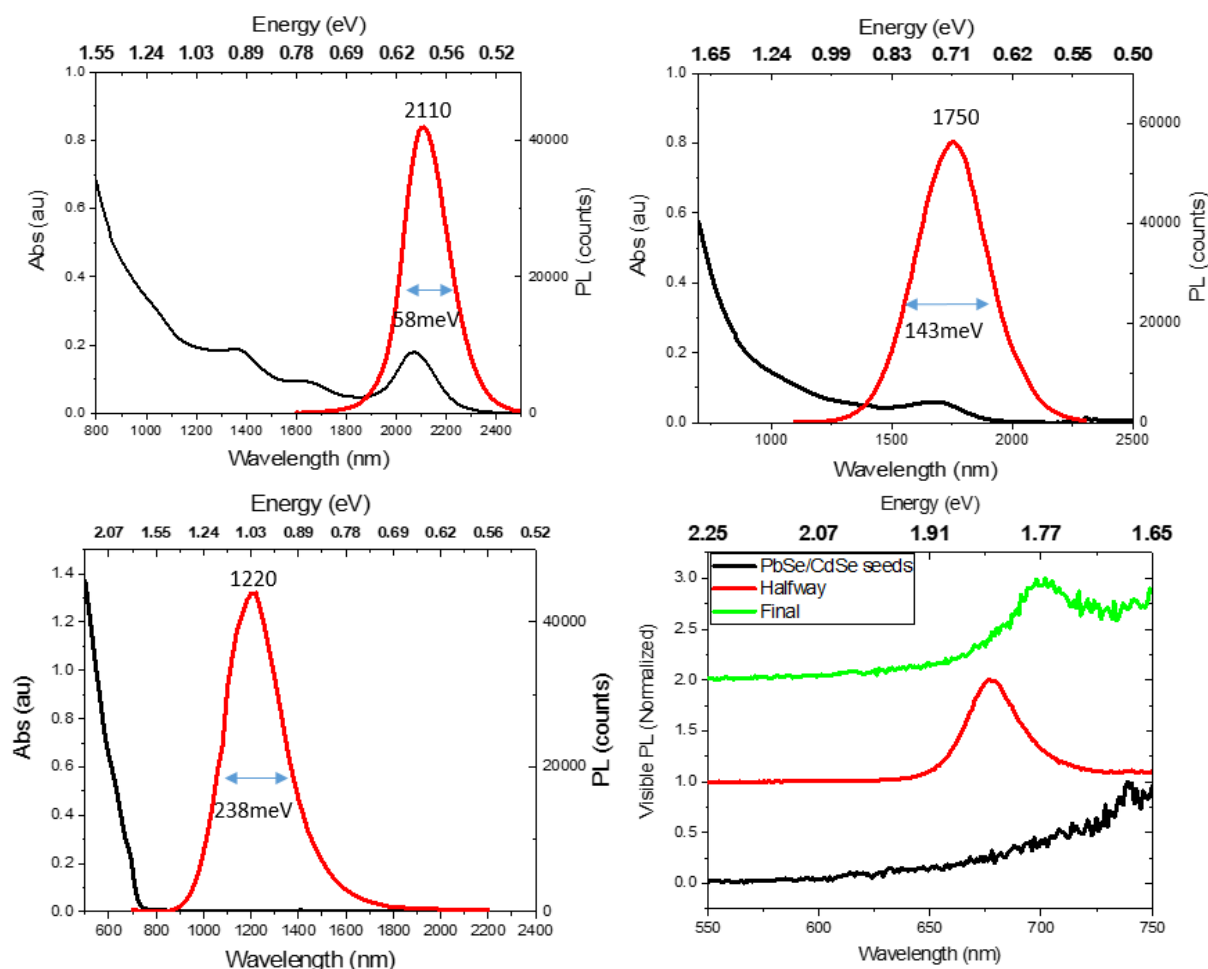 Energy (eV)
1.55 1.24 1.03 0.89 0.78 0.69 0.62 0.56 0.52
1.0
0.8
0.6
0.4
0.2
0.0
Abs (au)
2110
58meV
40000
20000
0
PL (counts)
800 1000 1200 1400 1600 1800 2000 2200 2400
Wavelength (nm)
Energy (eV)
1.65 1.24 0.99 0.83 0.71 0.62 0.55 0.50
1.0
0.8
0.6
0.4
0.2
0.0
Abs (au)
1750
143meV
60000
40000
20000
0
PL (counts)
1000 1500 2000 2500
Wavelength (nm)
Energy (eV)
2.07 1.55 1.24 1.03 0.89 0.78 0.69 0.62 0.56 0.52
1.4
1.2
1.0
0.8
0.6
0.4
0.2
0.0
Abs (au)
1220
238meV
40000
20000
0
PL (counts)
600 800 1000 1200 1400 1600 1800 2000 2200 2400
Wavelength (nm)
Energy (eV)
2.25 2.07 1.91 1.77 1.65
PbSe/CdSe seeds
Halfway
Final
3.0
2.5
2.0
1.5
1.0
0.5
0.0
Visible PL (Normalized)
550 600 650 700 750
Wavelength (nm)